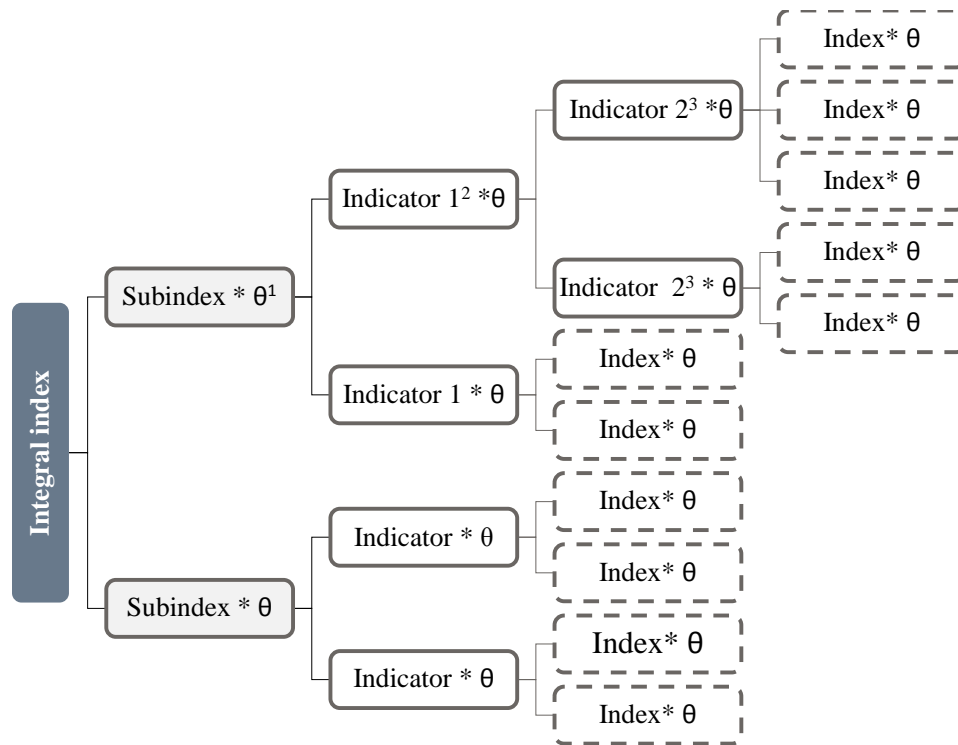 Index* θ
Indicator 2³ *θ
Index* θ
Index* θ
Indicator 1² *θ
Index* θ
Subindex * θ¹
Indicator  2³ * θ
Index* θ
Index* θ
Indicator 1 * θ
Index* θ
Integral index
Index* θ
Indicator * θ
Index* θ
Subindex * θ
Index* θ
Indicator * θ
Index* θ